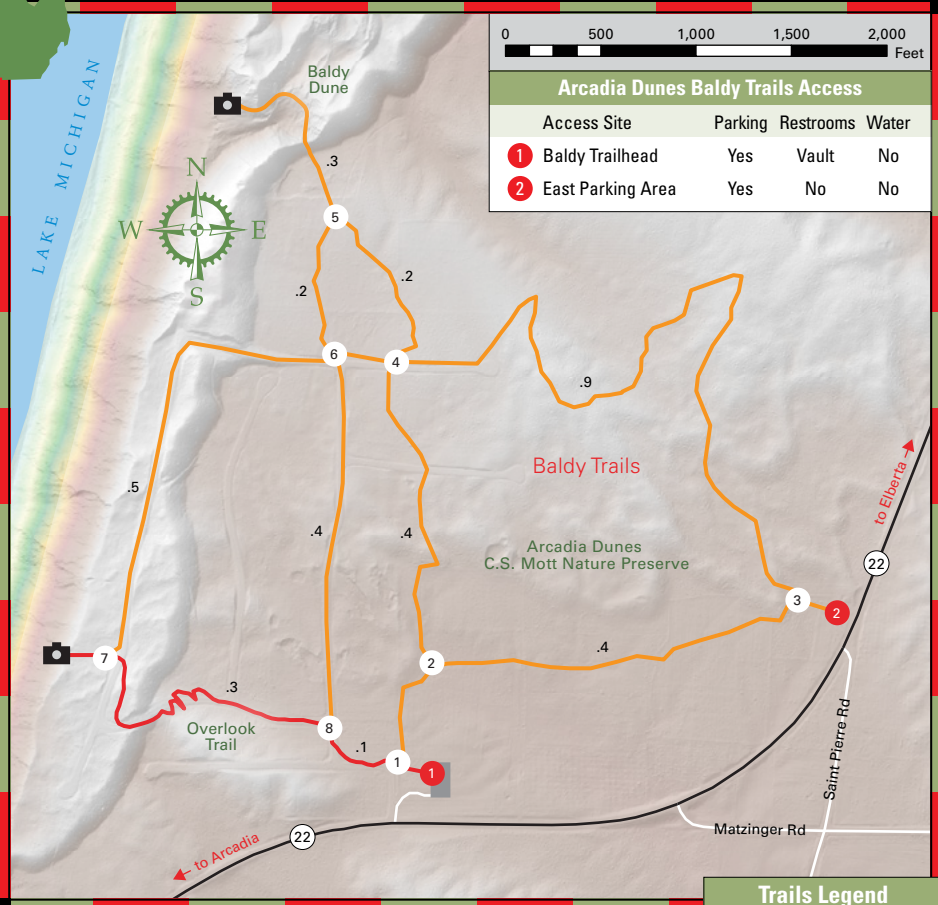 0 500 1,000 1,500 2,000
Feet
Arcadia Dunes Baldy Trails Access
Access Site Parking Restrooms Water
1 Baldy Trailhead Yes Vault No
2 East Parking Area Yes No No
LAKE MICHIGAN
Baldy
Dune
.3
N
W E
S
5
.2
.2
6
4
.9
.5
Baldy Trails
to Elberta
.4
.4
Arcadia Dunes
C.S. Mott Nature Preserve
22
3
2
7
2
.4
.3
Overlook
Trail
8
.1
1
1
Saint Pierre Rd
Matzinger Rd
22
to Arcadia
Trails Legend